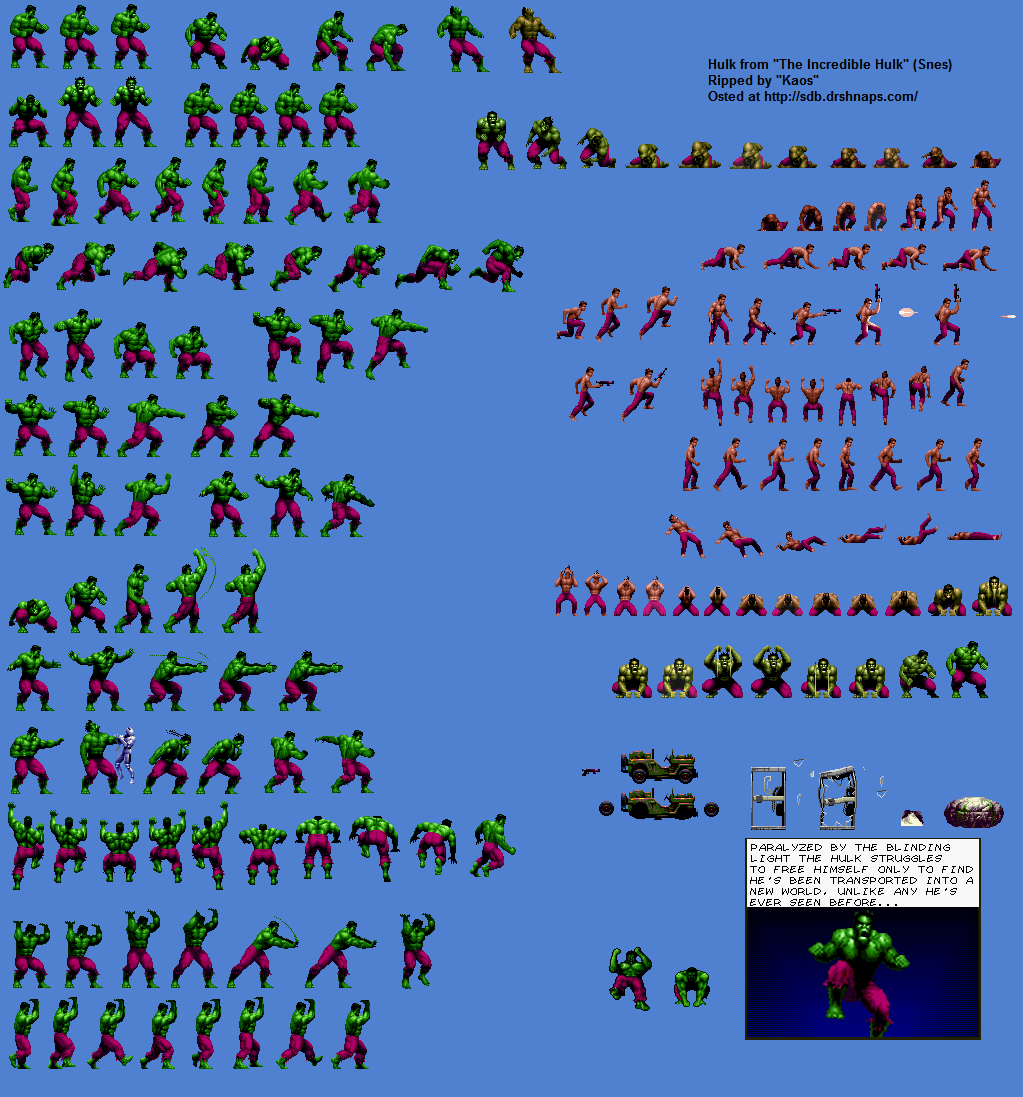 Hulk from "The Incredible Hulk" (Snes)
Ripped by "Kaos"
Osted at http://sdb.drshnaps.com/
PARALYZED BY THE BLINDING
LIGHT THE HULK STRUGGLES
TO FREE HIMSELF ONLY TO FIND
HE'S BEEN TRANSPORTED INTO A
NEW WORLD, UNLIKE ANY HE'S
EVER SEEN BEFORE...